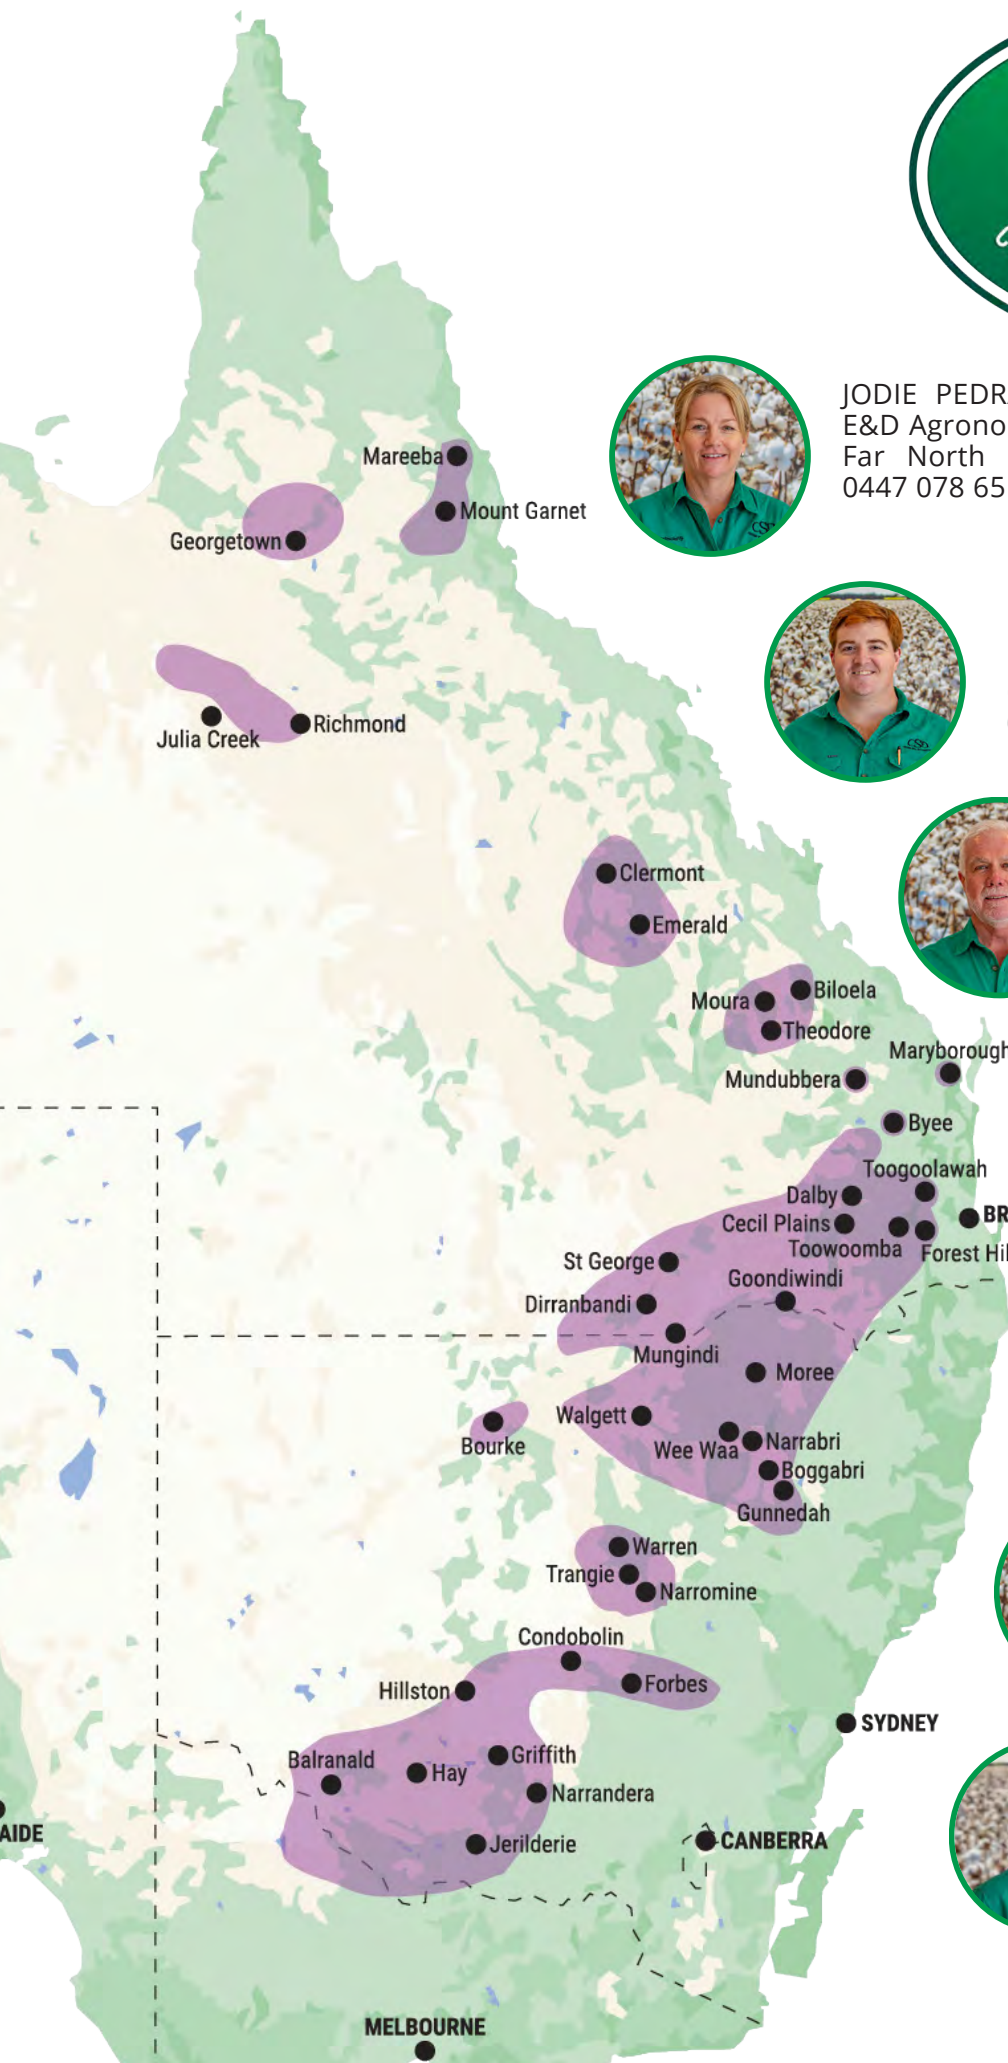 JODIE PEDR
E&D Agrono
Far North
0447 078 65
Mareeba
Mount Garnet
Georgetown
Richmond
Julia Creek
Clermont
Emerald
Biloela
Moura
Theodore
Maryborough
Mundubbera
Byee
Toogoolawah
Dalby
BR
Cecil Plains
Toowoomba
Forest Hil
St George
Goondiwindi
Dirranbandi
Mungindi
Moree
Walgett
Bourke
Wee Waa
Narrabri
Boggabri
Gunnedah
Warren
Trangie
Narromine
Condobolin
Forbes
Hillston
SYDNEY
Balranald
Griffith
Hay
Narrandera
AIDE
CANBERRA
Jerilderie
MELBOURNE